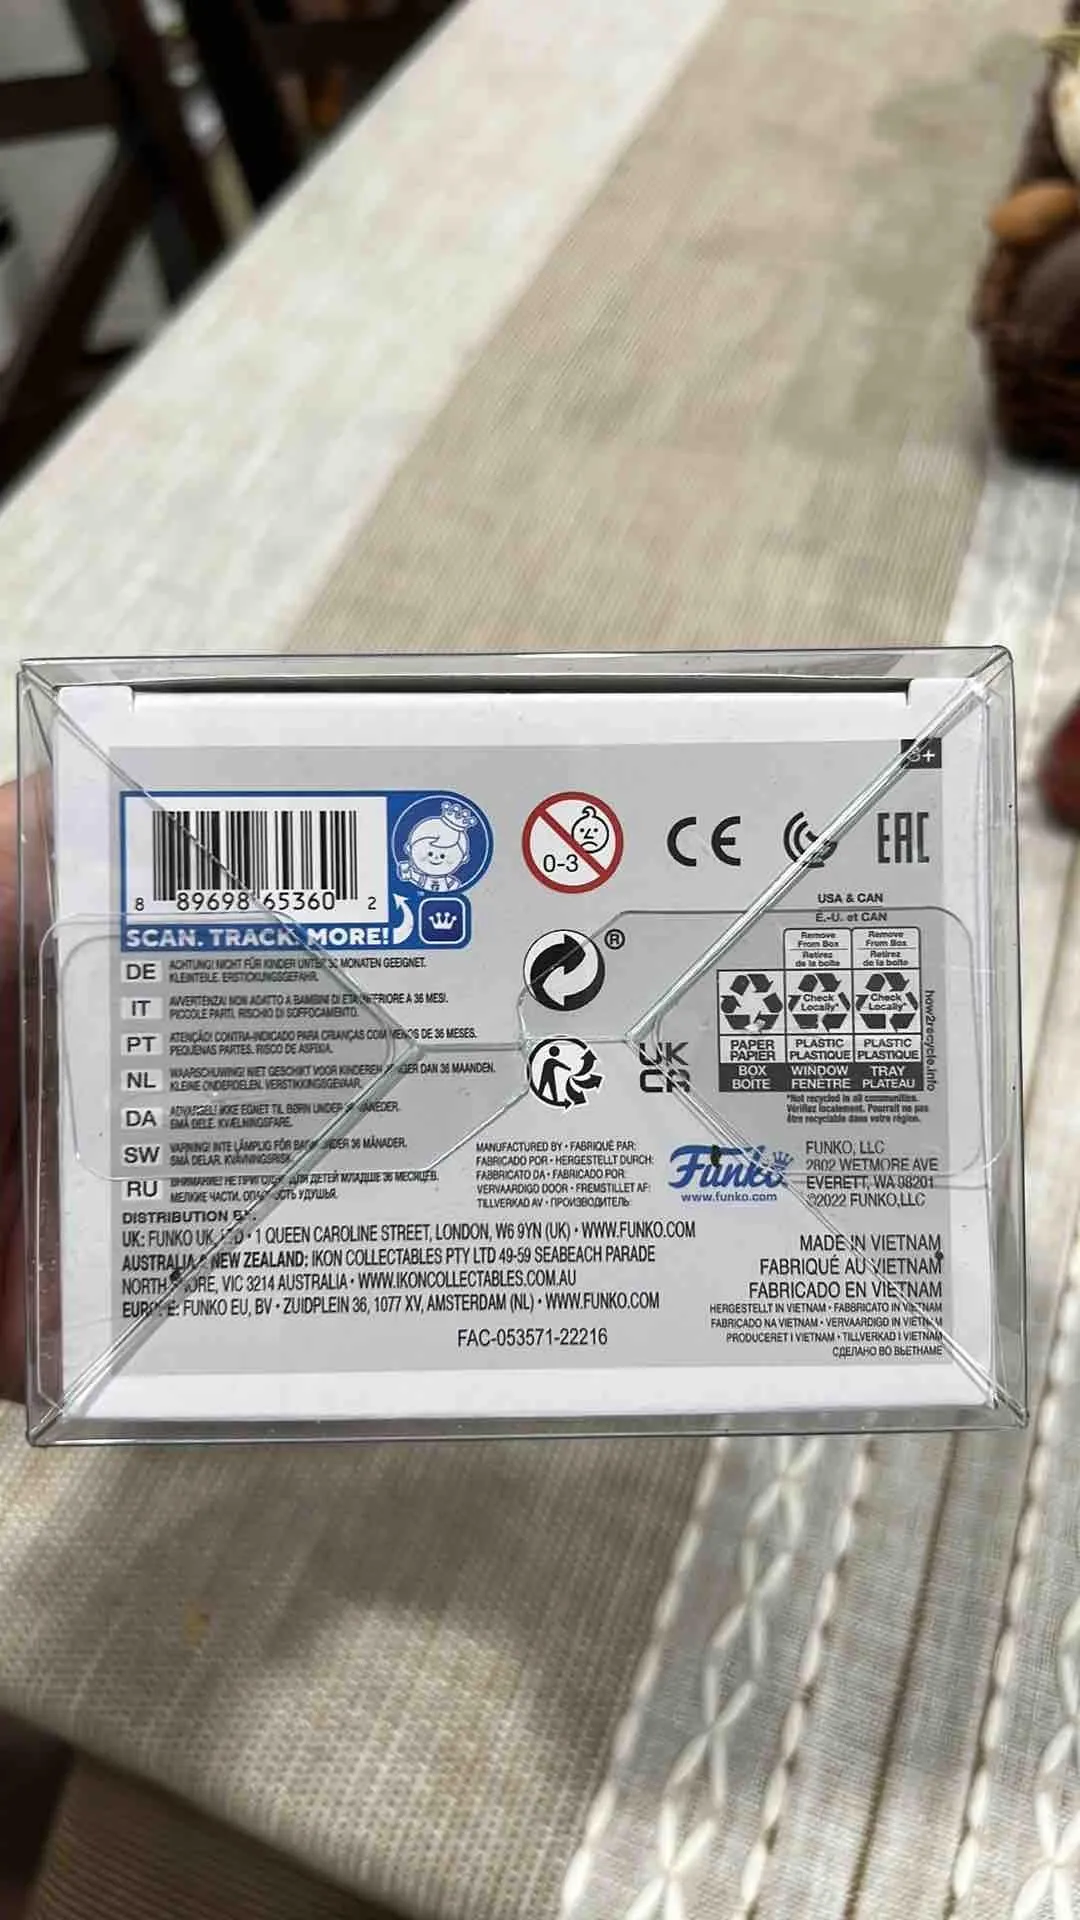 8 89698 65360 2
SCAN. TRACK. MORE!
0-3
CE
EAC
+
USA & CAN
É.-U. et CAN
Remove From Box
Retirez de la boîte
Remove From Box
Retirez de la boîte
Check Locally*
Check Locally*
PAPER
PAPIER
PLASTIC
PLASTIQUE
PLASTIC
PLASTIQUE
BOX
BOÎTE
WINDOW
FENÊTRE
TRAY
PLATEAU
how2recycle.info
*Not recycled in all communities.
Vérifiez localement. Pourrait ne pas
être recyclable dans votre région.
®
UK
CA
DE ACHTUNG! NICHT FÜR KINDER UNTER 36 MONATEN GEEIGNET.
KLEINTEILE. ERSTICKUNGSGEFAHR.
IT AVVERTENZA! NON ADATTO A BAMBINI DI ETÀ INFERIORE A 36 MESI.
PICCOLE PARTI. RISCHIO DI SOFFOCAMENTO.
PT ATENÇÃO! CONTRA-INDICADO PARA CRIANÇAS COM MENOS DE 36 MESES.
PEQUENAS PARTES. RISCO DE ASFIXIA.
NL WAARSCHUWING! NIET GESCHIKT VOOR KINDEREN JONGER DAN 36 MAANDEN.
KLEINE ONDERDELEN. VERSTIKKINGSGEVAAR.
DA ADVARSEL! IKKE EGNET TIL BØRN UNDER 36 MÅNEDER.
SMÅ DELE. KVÆLNINGSFARE.
SW VARNING! INTE LÄMPLIG FÖR BARN UNDER 36 MÅNADER.
SMÅ DELAR. KVÄVNINGSRISK.
RU ВНИМАНИЕ! НЕ ПРИГОДНО ДЛЯ ДЕТЕЙ МЛАДШЕ 36 МЕСЯЦЕВ.
МЕЛКИЕ ЧАСТИ. ОПАСНОСТЬ УДУШЬЯ.
MANUFACTURED BY • FABRIQUÉ PAR:
FABRICADO POR • HERGESTELLT DURCH:
FABBRICATO DA • FABRICADO POR:
VERVAARDIGD DOOR • FREMSTILLET AF:
TILLVERKAD AV • ПРОИЗВОДИТЕЛЬ:
Funko
www.funko.com
FUNKO, LLC
2802 WETMORE AVE
EVERETT, WA 98201
©2022 FUNKO,LLC
DISTRIBUTION BY:
UK: FUNKO UK, LTD • 1 QUEEN CAROLINE STREET, LONDON, W6 9YN (UK) • WWW.FUNKO.COM
AUSTRALIA & NEW ZEALAND: IKON COLLECTABLES PTY LTD 49-59 SEABEACH PARADE
NORTH SHORE, VIC 3214 AUSTRALIA • WWW.IKONCOLLECTABLES.COM.AU
EUROPE: FUNKO EU, BV • ZUIDPLEIN 36, 1077 XV, AMSTERDAM (NL) • WWW.FUNKO.COM
FAC-053571-22216
MADE IN VIETNAM
FABRIQUÉ AU VIETNAM
FABRICADO EN VIETNAM
HERGESTELLT IN VIETNAM • FABBRICATO IN VIETNAM
FABRICADO NA VIETNAM • VERVAARDIGD IN VIETNAM
PRODUCERET I VIETNAM • TILLVERKAD I VIETNAM
СДЕЛАНО ВО ВЬЕТНАМЕ